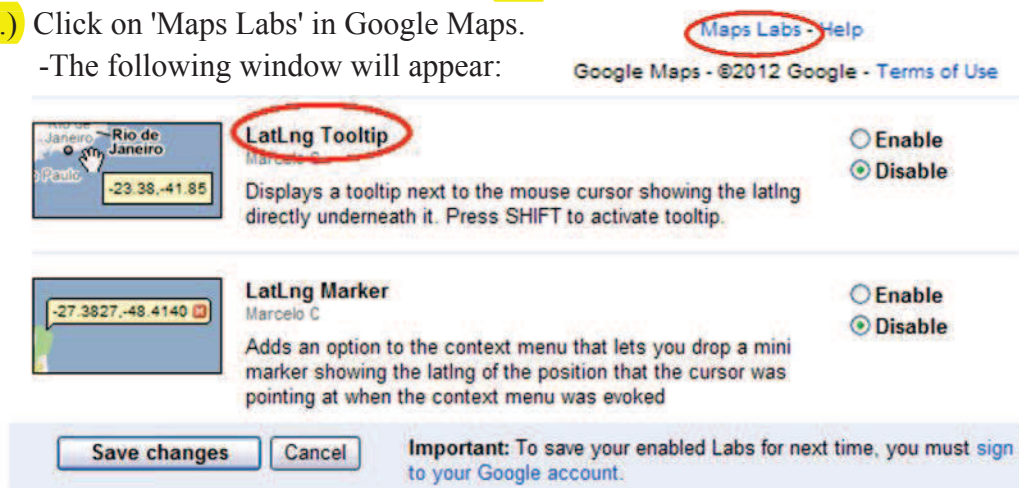 .) Click on 'Maps Labs' in Google Maps.
-The following window will appear:
Maps Labs - Help
Google Maps - ©2012 Google - Terms of Use
Janeiro Rio de
Janeiro
Paulo
-23.38,-41.85
LatLng Tooltip
Marcelo C
Displays a tooltip next to the mouse cursor showing the latlng
directly underneath it. Press SHIFT to activate tooltip.
Enable
Disable
-27.3827,-48.4140
LatLng Marker
Marcelo C
Adds an option to the context menu that lets you drop a mini
marker showing the latlng of the position that the cursor was
pointing at when the context menu was evoked
Enable
Disable
Save changes
Cancel
Important: To save your enabled Labs for next time, you must sign
to your Google account.